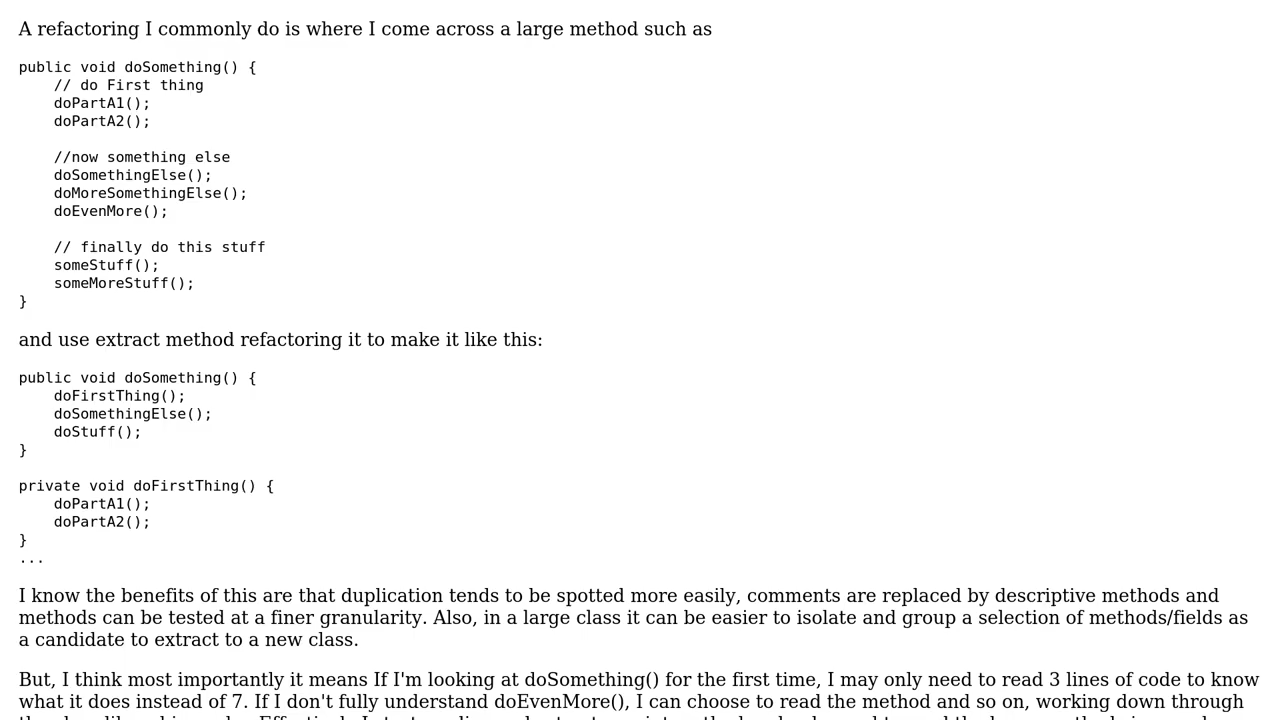 A refactoring I commonly do is where I come across a large method such as
public void doSomething() {
    // do First thing
    doPartA1();
    doPartA2();

    //now something else
    doSomethingElse();
    doMoreSomethingElse();
    doEvenMore();

    // finally do this stuff
    someStuff();
    someMoreStuff();
}
and use extract method refactoring it to make it like this:
public void doSomething() {
    doFirstThing();
    doSomethingElse();
    doStuff();
}

private void doFirstThing() {
    doPartA1();
    doPartA2();
}
...
I know the benefits of this are that duplication tends to be spotted more easily, comments are replaced by descriptive methods and
methods can be tested at a finer granularity. Also, in a large class it can be easier to isolate and group a selection of methods/fields as
a candidate to extract to a new class.
But, I think most importantly it means If I'm looking at doSomething() for the first time, I may only need to read 3 lines of code to know
what it does instead of 7. If I don't fully understand doEvenMore(), I can choose to read the method and so on, working down through